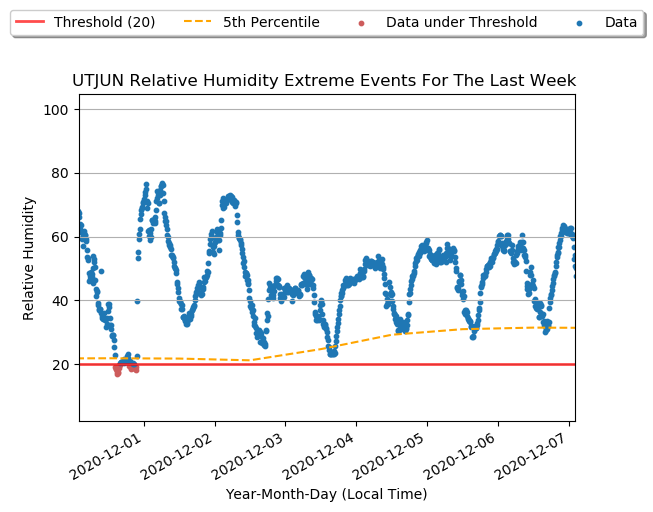 Threshold (20) 5th Percentile Data under Threshold Data
UTJUN Relative Humidity Extreme Events For The Last Week
100
80
60
40
20
Relative Humidity
2020-12-01 2020-12-02 2020-12-03 2020-12-04 2020-12-05 2020-12-06 2020-12-07
Year-Month-Day (Local Time)